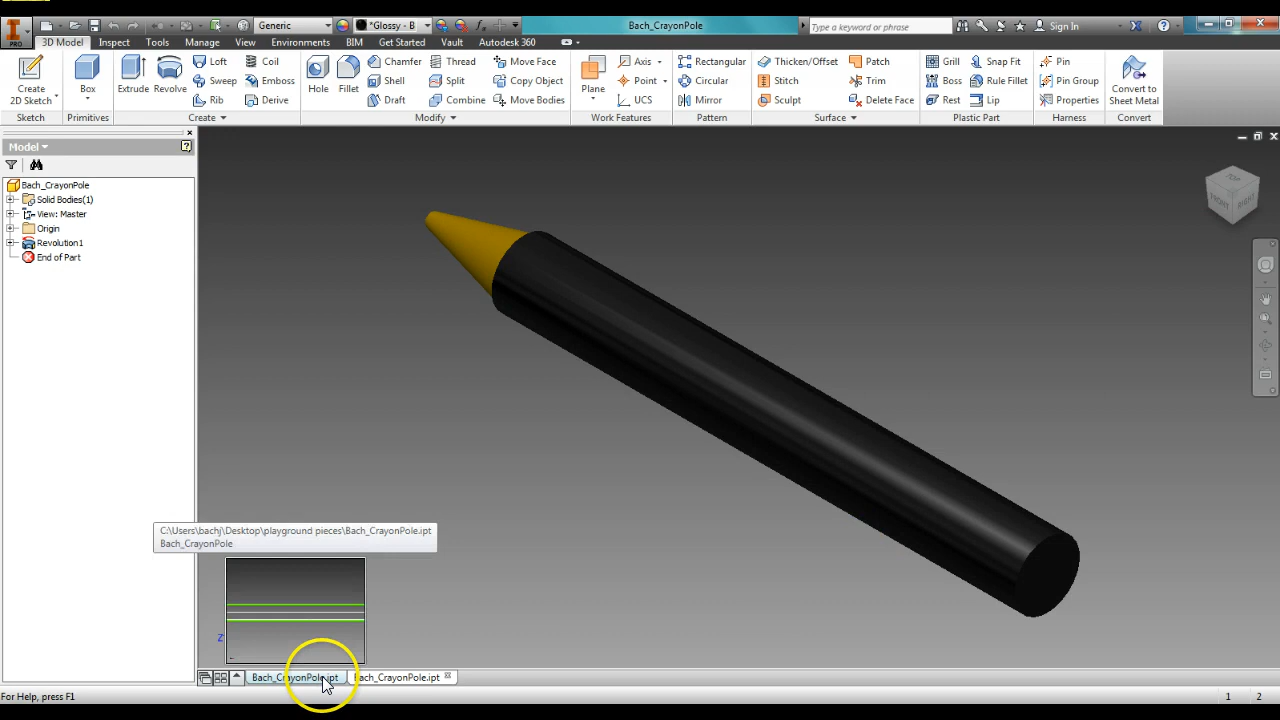 Generic
*Glossy - B
Bach_CrayonPole
Type a keyword or phrase
Sign In
PRO
3D Model
Inspect
Tools
Manage
View
Environments
BIM
Get Started
Vault
Autodesk 360
Create
2D Sketch
Box
Extrude
Revolve
Loft
Sweep
Rib
Coil
Emboss
Derive
Hole
Fillet
Chamfer
Shell
Draft
Thread
Split
Combine
Move Face
Copy Object
Move Bodies
Plane
Axis
Point
UCS
Rectangular
Circular
Mirror
Thicken/Offset
Stitch
Sculpt
Patch
Trim
Delete Face
Grill
Boss
Rest
Snap Fit
Rule Fillet
Lip
Pin
Pin Group
Properties
Convert to
Sheet Metal
Sketch
Primitives
Create
Modify
Work Features
Pattern
Surface
Plastic Part
Harness
Convert
Model
Bach_CrayonPole
Solid Bodies(1)
View: Master
Origin
Revolution1
End of Part
TOP
FRONT
RIGHT
C:\Users\bachj\Desktop\playground pieces\Bach_CrayonPole.ipt
Bach_CrayonPole
Z
Bach_CrayonPole.ipt
Bach_CrayonPole.ipt
For Help, press F1
1
2